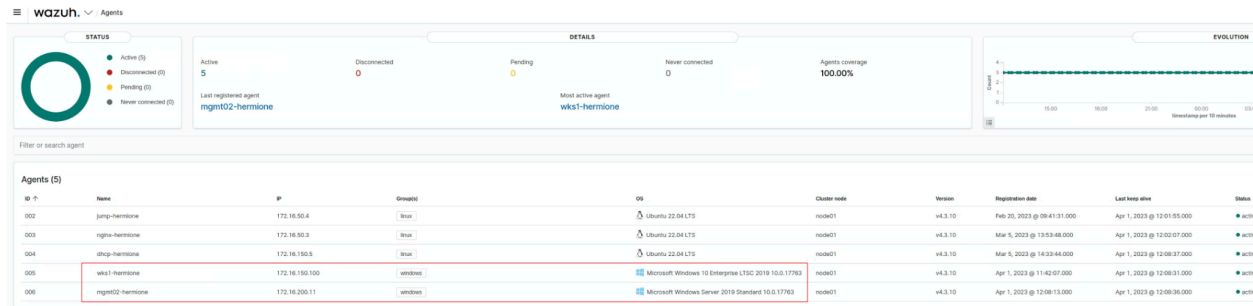 wazuh. Agents
STATUS
DETAILS
EVOLUTION
Active (5)
Disconnected (0)
Pending (0)
Never connected (0)
Active
5
Disconnected
0
Pending
0
Never connected
0
Agents coverage
100.00%
Last registered agent
mgmt02-hermione
Most active agent
wks1-hermione
Count
4
3
2
1
0
15:00 18:00 21:00 00:00 03:
timestamp per 10 minutes
Filter or search agent
Agents (5)
ID Name IP Group(s) OS Cluster node Version Registration date Last keep alive Status
002 jump-hermione 172.16.50.4 linux Ubuntu 22.04 LTS node01 v4.3.10 Feb 20, 2023 @ 09:41:31.000 Apr 1, 2023 @ 12:01:55.000 acti
003 nginx-hermione 172.16.50.3 linux Ubuntu 22.04 LTS node01 v4.3.10 Mar 5, 2023 @ 13:53:48.000 Apr 1, 2023 @ 12:02:07.000 acti
004 dhcp-hermione 172.16.150.5 linux Ubuntu 22.04 LTS node01 v4.3.10 Mar 5, 2023 @ 14:33:44.000 Apr 1, 2023 @ 12:08:37.000 acti
005 wks1-hermione 172.16.150.100 windows Microsoft Windows 10 Enterprise LTSC 2019 10.0.17763 node01 v4.3.10 Apr 1, 2023 @ 11:42:07.000 Apr 1, 2023 @ 12:08:31.000 acti
006 mgmt02-hermione 172.16.200.11 windows Microsoft Windows Server 2019 Standard 10.0.17763 node01 v4.3.10 Apr 1, 2023 @ 12:08:13.000 Apr 1, 2023 @ 12:08:36.000 acti